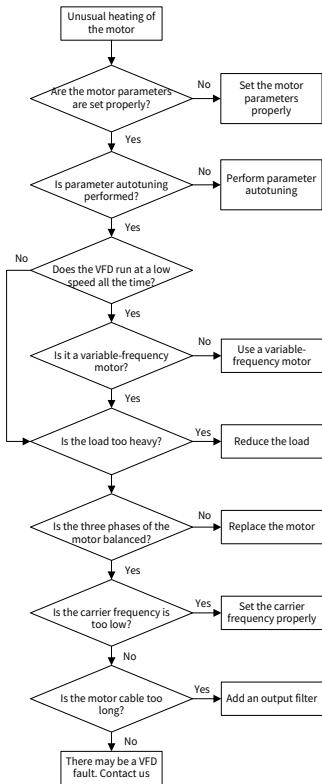 Unusual heating of
the motor
Are the motor parameters
are set properly?
No
Set the motor
parameters
properly
Yes
Is parameter autotuning
performed?
No
Perform parameter
autotuning
Yes
No
Does the VFD run at a low
speed all the time?
Yes
Is it a variable-frequency
motor?
No
Use a variable-
frequency motor
Yes
Is the load too heavy?
Yes
Reduce the load
Is the three phases of the
motor balanced?
No
Replace the motor
Yes
Is the carrier frequency is
too low?
Yes
Set the carrier
frequency properly
No
Is the motor cable too
long?
Yes
Add an output filter
No
There may be a VFD
fault. Contact us